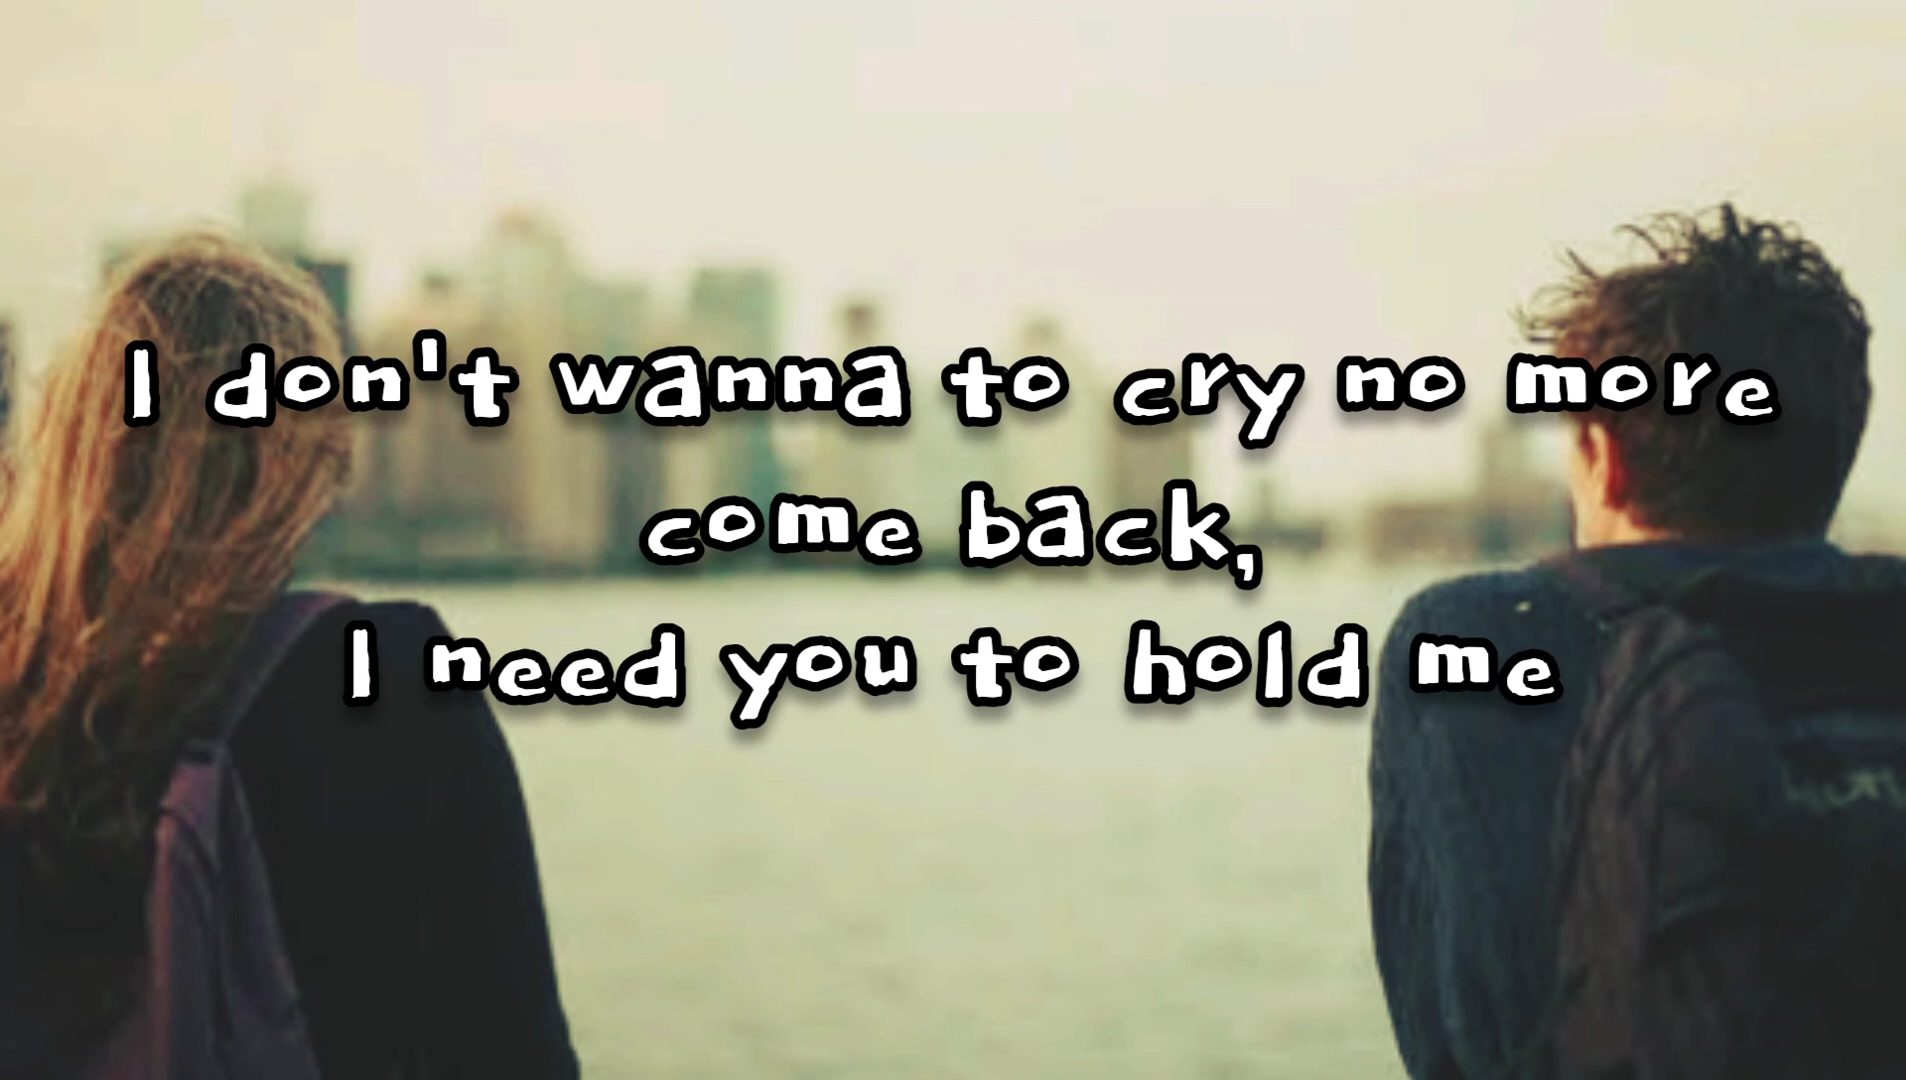 I don't wanna to cry no more
come back,
I need you to hold me